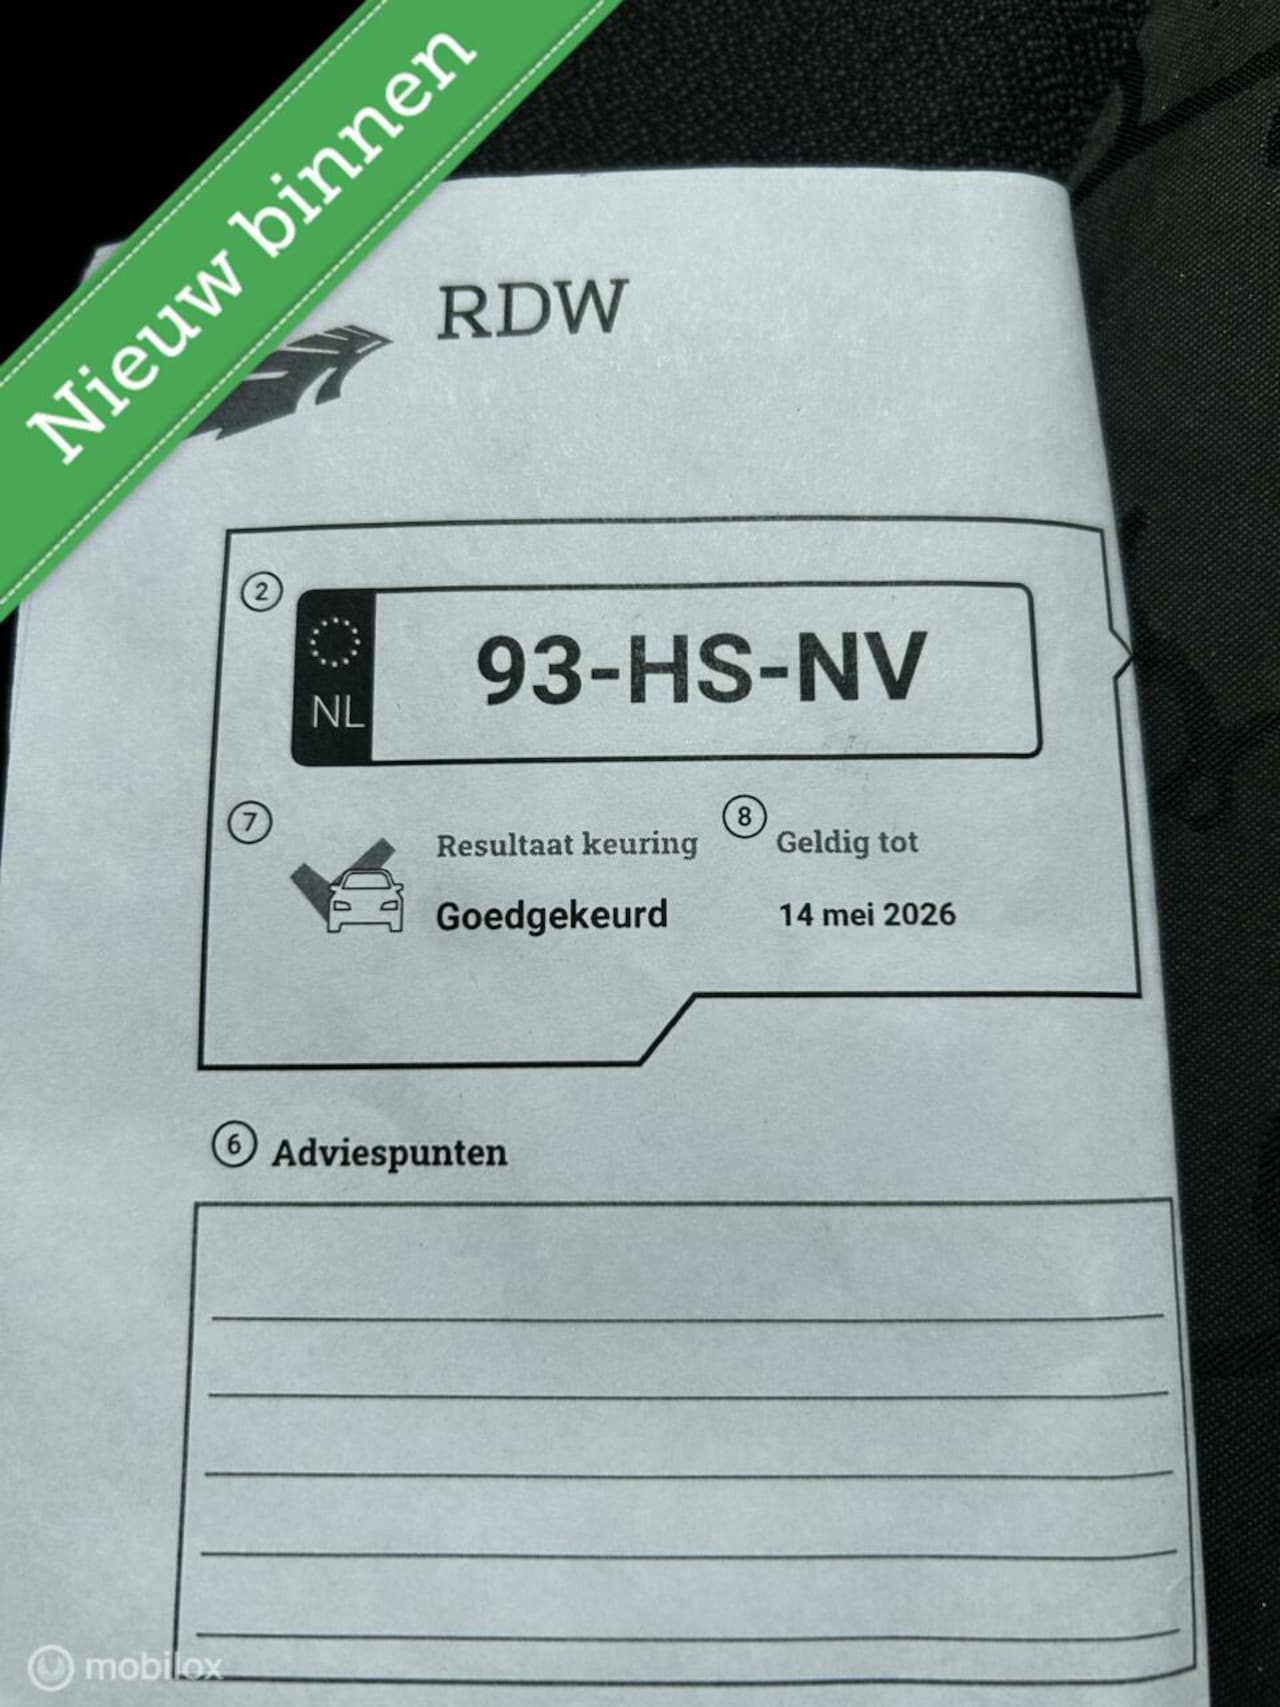 Nieuw binnen
RDW
2
NL
93-HS-NV
7
Resultaat keuring
8
Geldig tot
Goedgekeurd
14 mei 2026
6 Adviespunten
mobilox